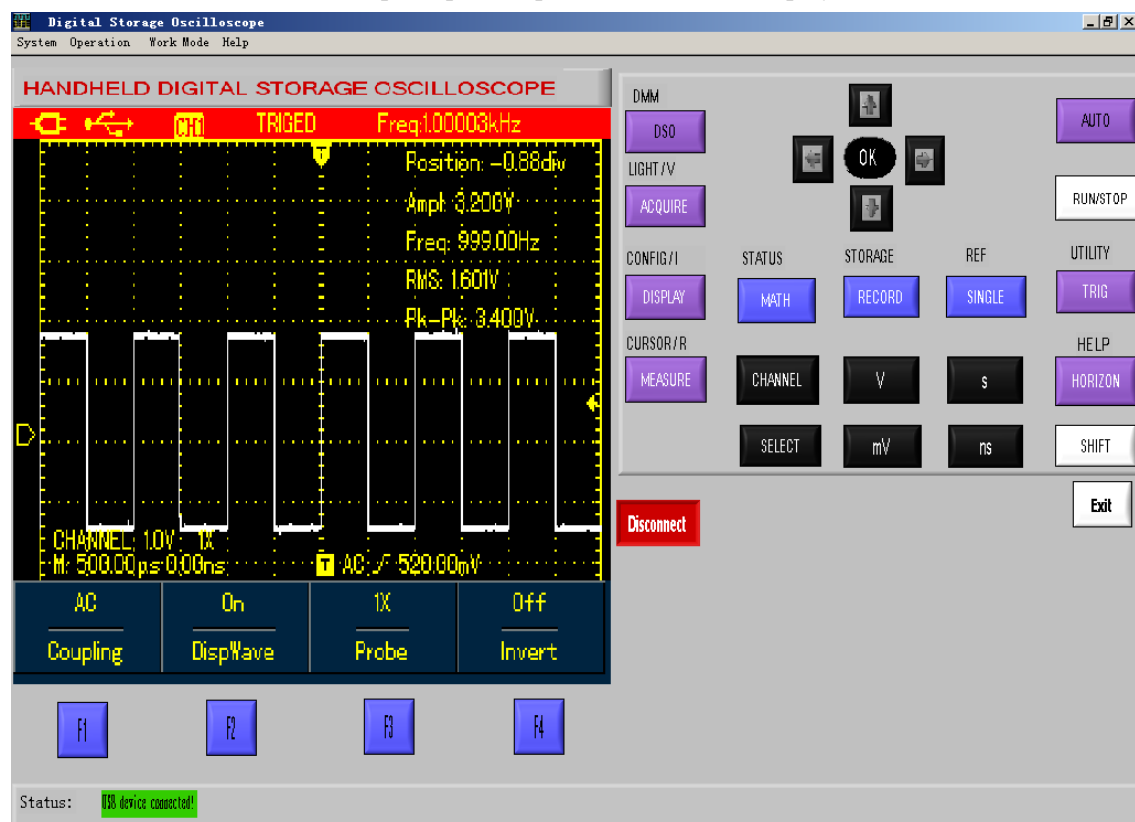 Digital Storage Oscilloscope
System Operation Work Mode Help
HANDHELD DIGITAL STORAGE OSCILLOSCOPE
CH1 TRIGED Freq:1.00003kHz
T
Position: -0.88div
Ampl: 3.200V
Freq: 999.00Hz
RMS: 1.601V
Pk-Pk: 3.400V
CHANNEL: 1.0V 1X
M: 500.00µs 0.00ns T AC 520.00mV
AC On 1X Off
Coupling DispWave Probe Invert
F1 F2 F3 F4
DMM
DSO
LIGHT/V
ACQUIRE
CONFIG/I
DISPLAY
CURSOR/R
MEASURE
OK
STATUS STORAGE REF
MATH RECORD SINGLE
CHANNEL V s
SELECT mV ns
AUTO
RUN/STOP
UTILITY
TRIG
HELP
HORIZON
SHIFT
Disconnect
Exit
Status: USB device connected!